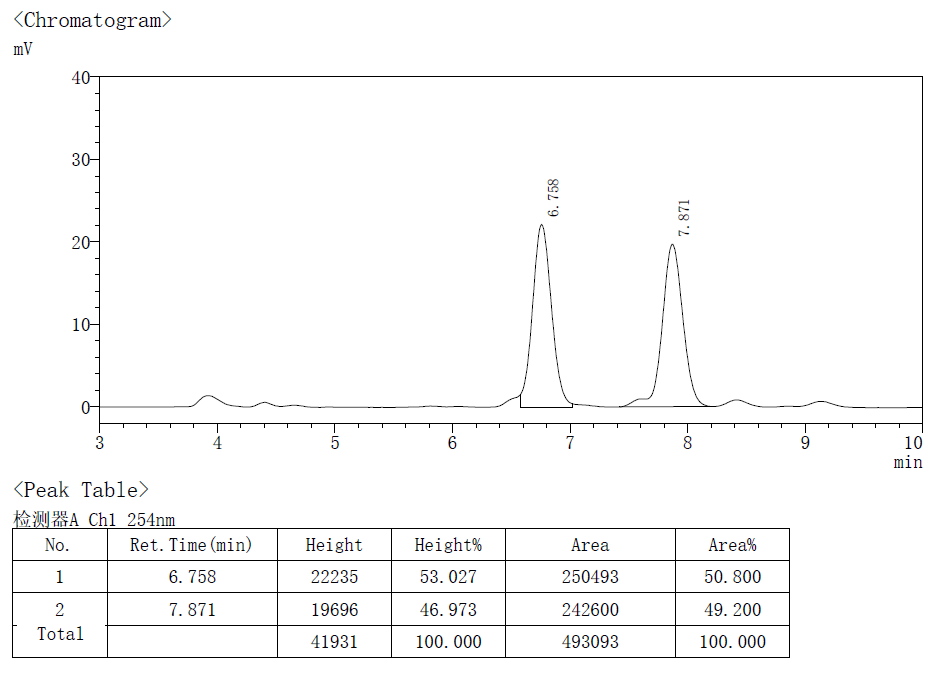 <Chromatogram>
mV
40
30
20
10
0
6.758
7.871
3 4 5 6 7 8 9 10
min
<Peak Table>
检测器A Ch1 254nm
No. Ret.Time(min) Height Height% Area Area%
1 6.758 22235 53.027 250493 50.800
2 7.871 19696 46.973 242600 49.200
Total 41931 100.000 493093 100.000